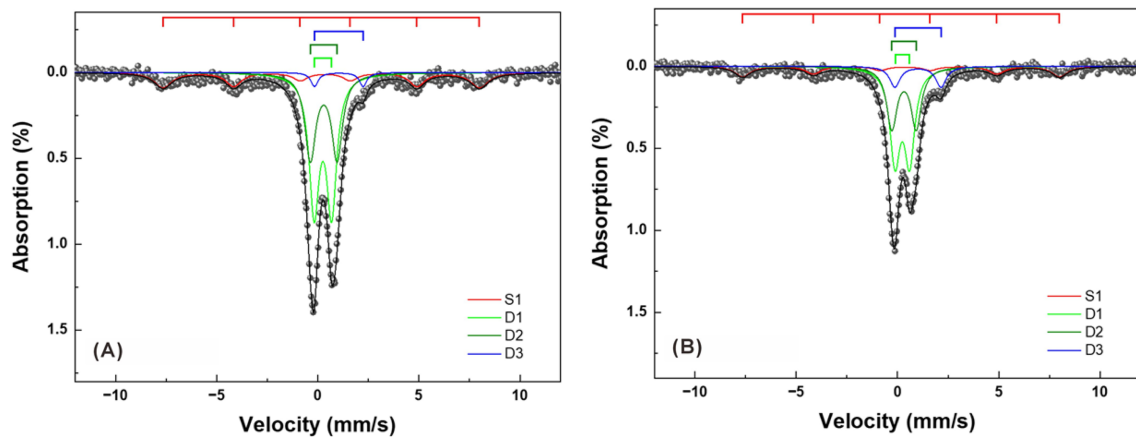 0.0
0.5
1.0
1.5
Absorption (%)
−10
−5
0
5
10
Velocity (mm/s)
(A)
S1
D1
D2
D3
0.0
0.5
1.0
1.5
Absorption (%)
−10
−5
0
5
10
Velocity (mm/s)
(B)
S1
D1
D2
D3